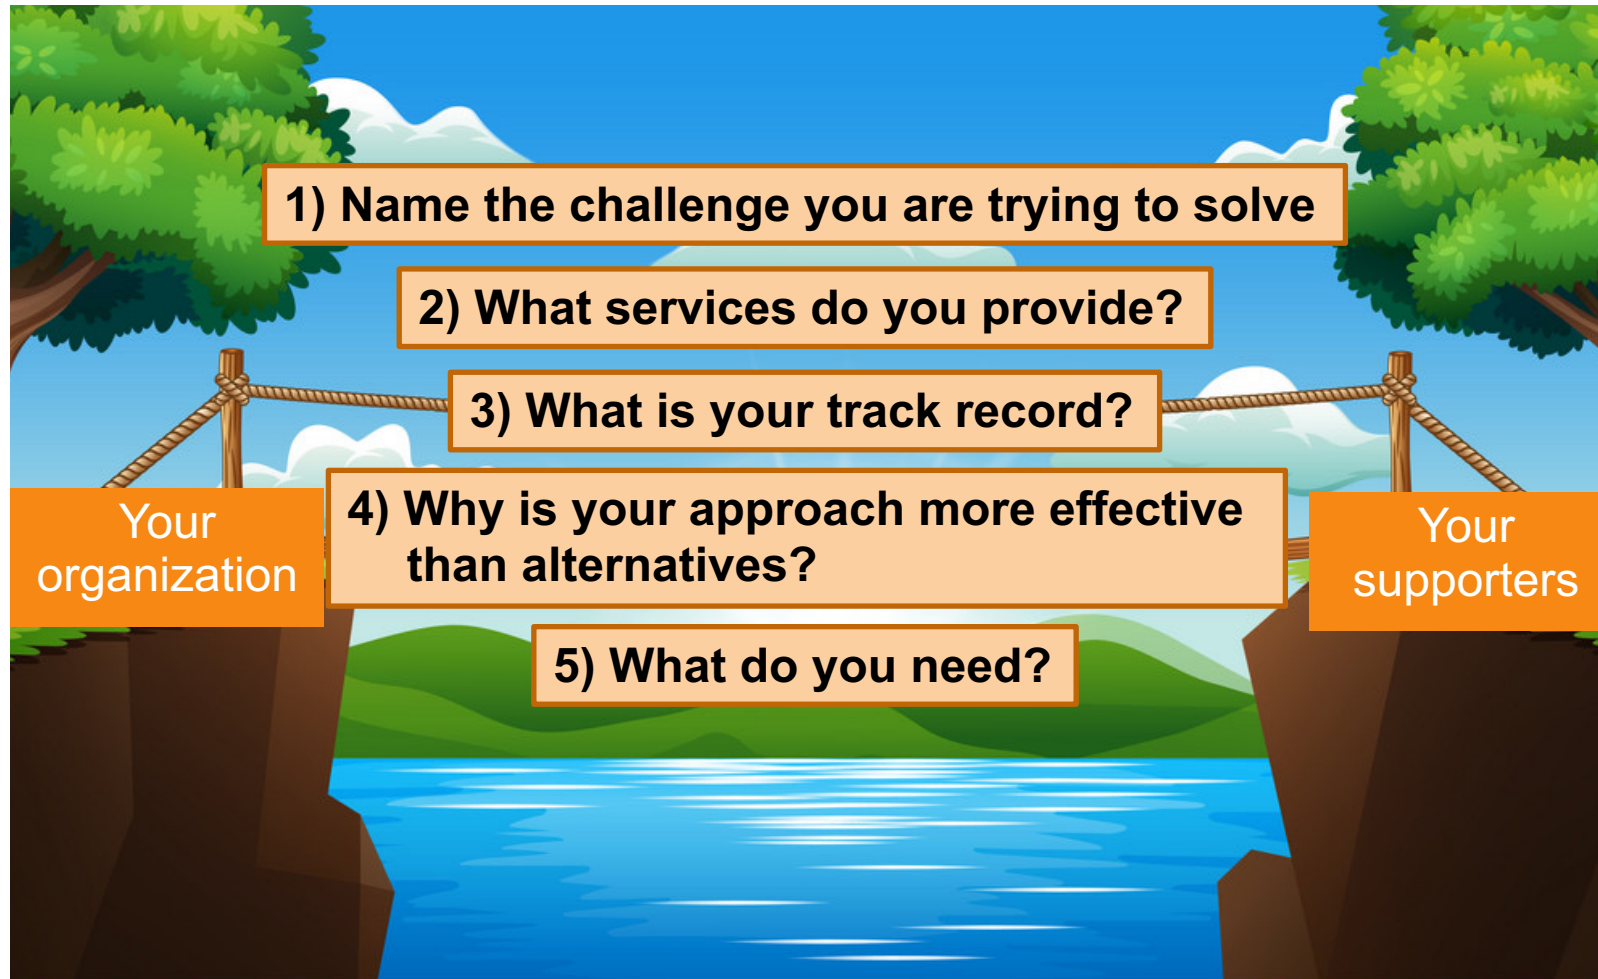 1) Name the challenge you are trying to solve
2) What services do you provide?
3) What is your track record?
4) Why is your approach more effective
than alternatives?
5) What do you need?
Your
organization
Your
supporters